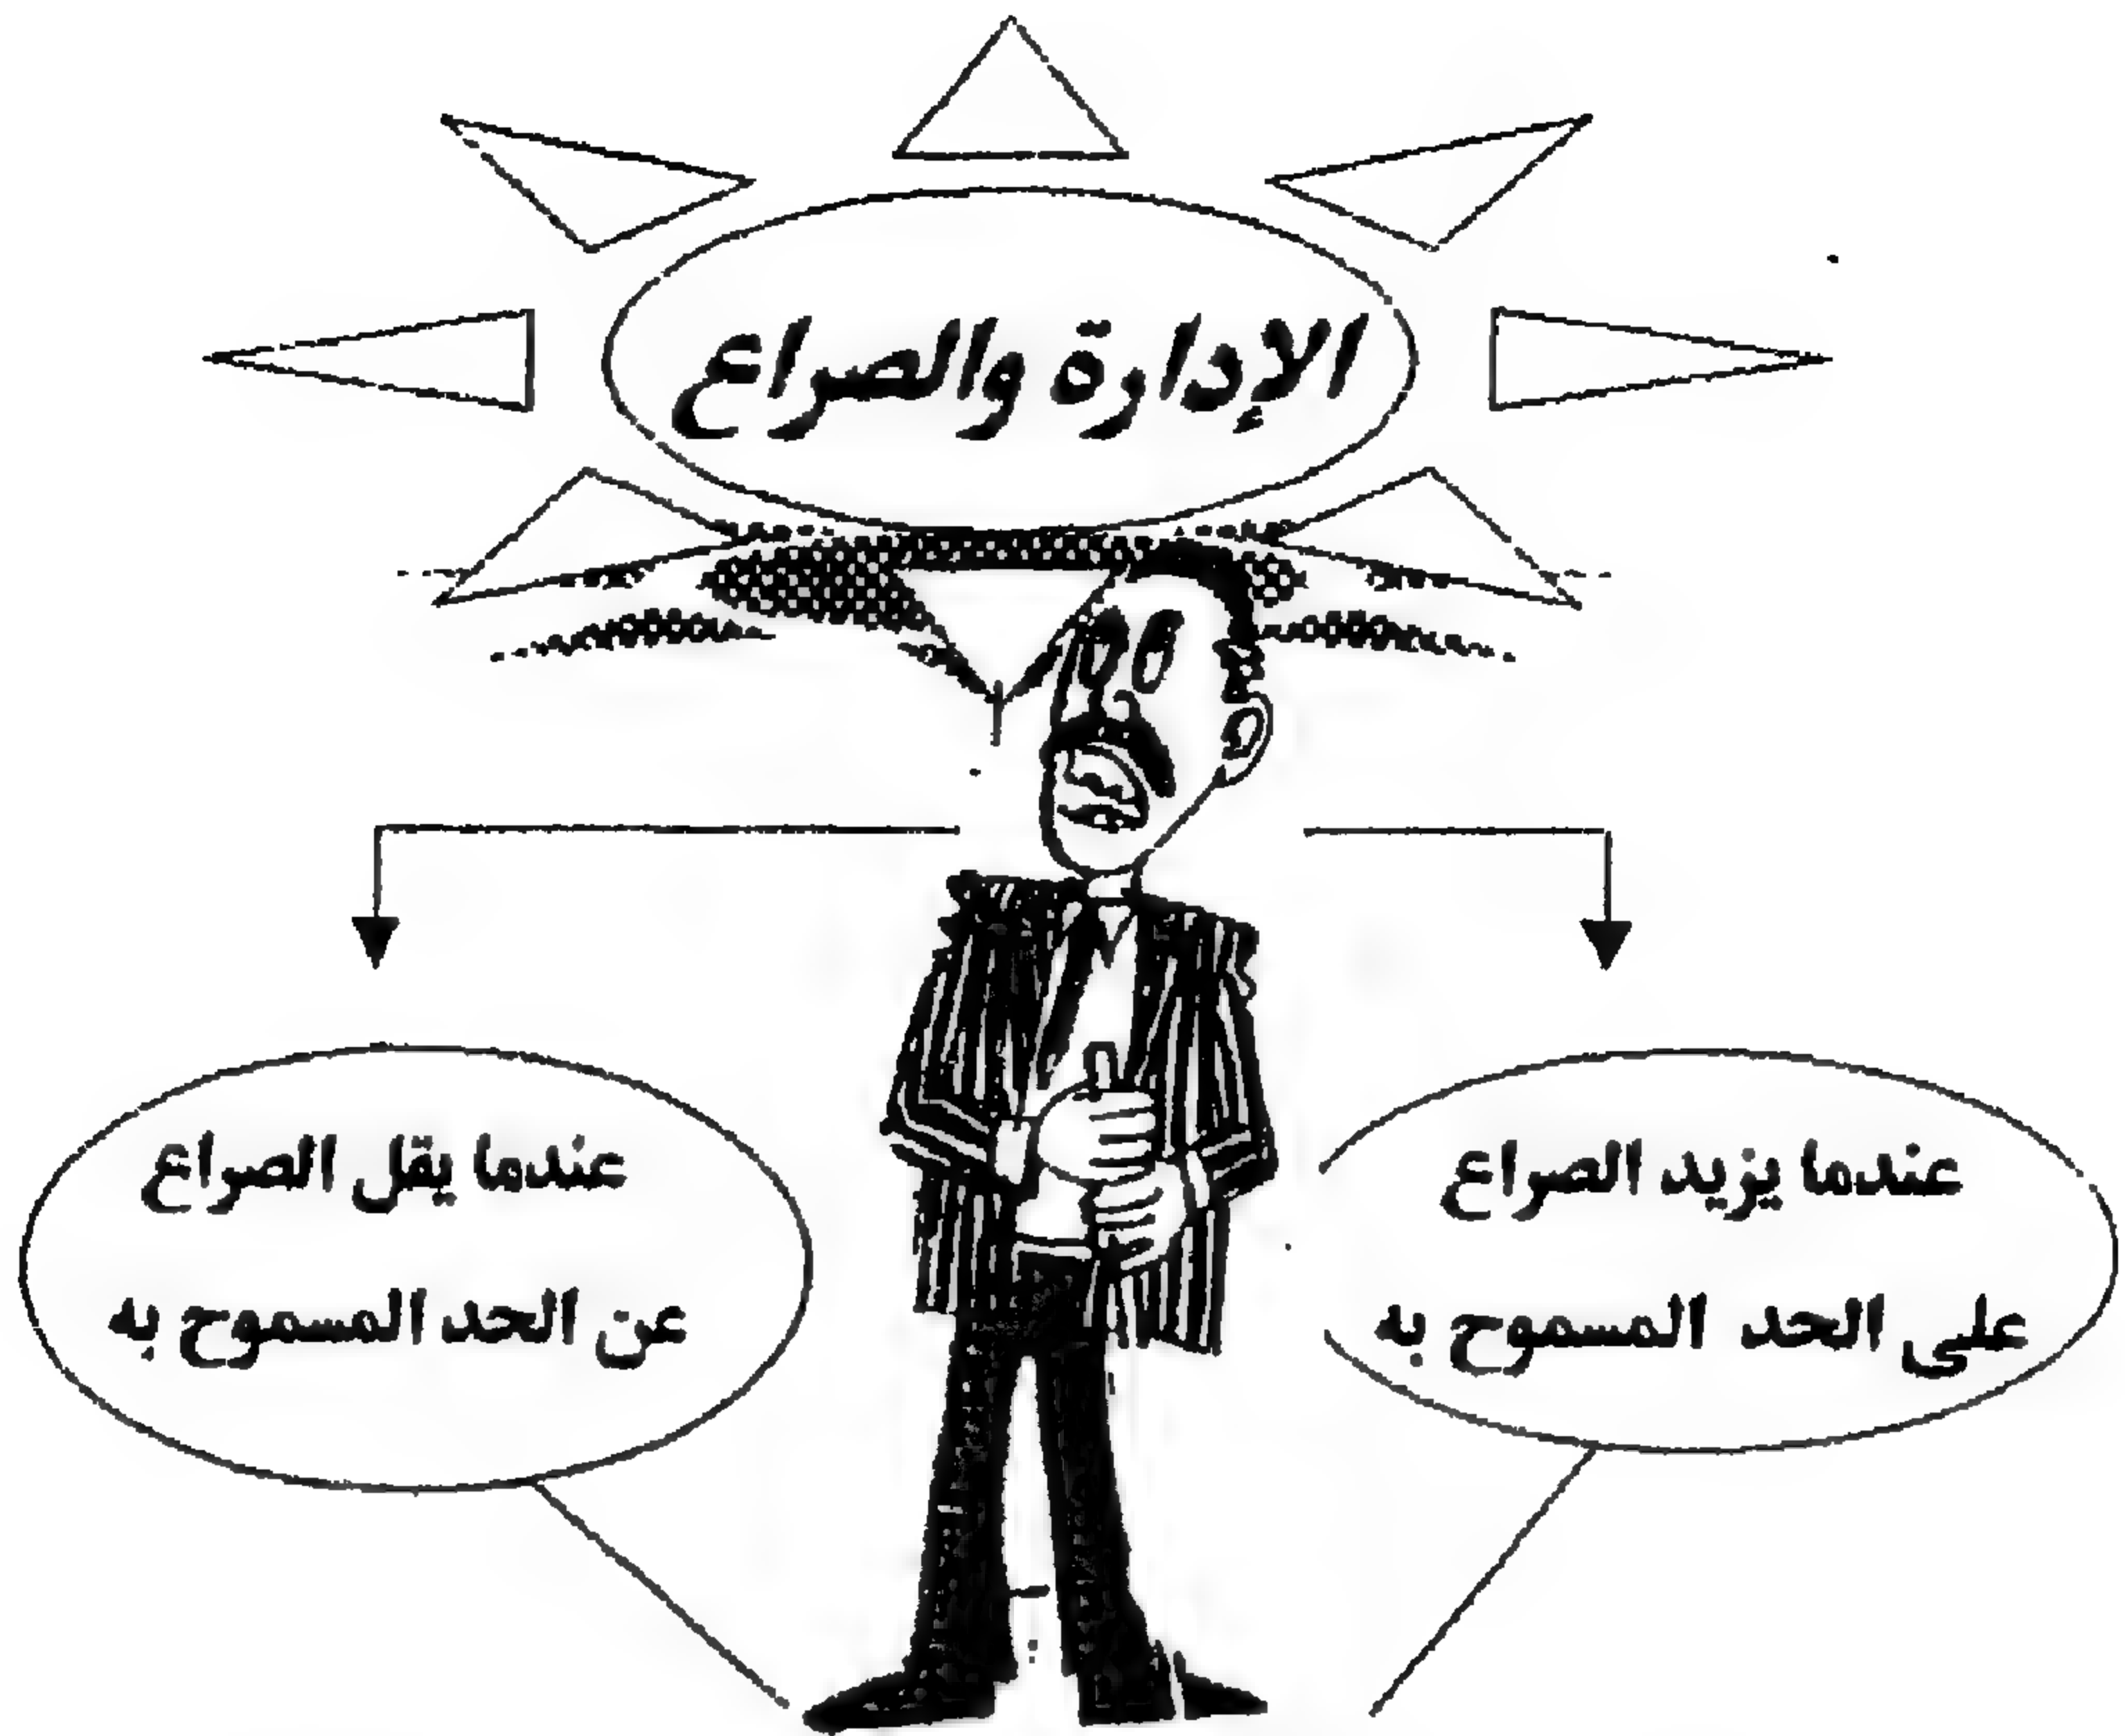 الإدارة والصراع
عندما يزيد الصراع
على الحد المسموح به
عندما يقل الصراع
عن الحد المسموح به